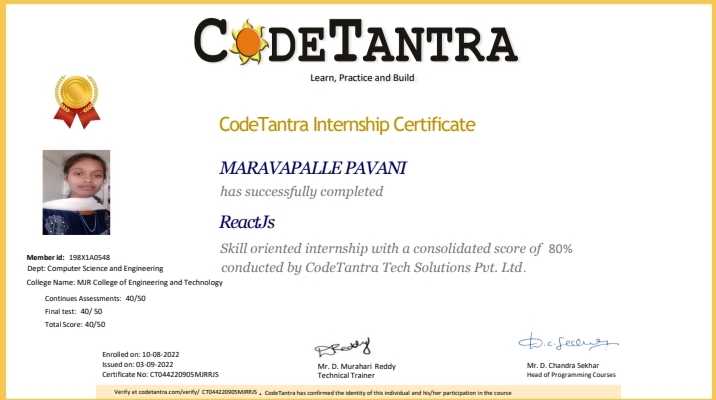 CODETANTRA
Learn, Practice and Build
CodeTantra Internship Certificate
MARAVAPALLE PAVANI
has successfully completed
ReactJs
Skill oriented internship with a consolidated score of 80%
conducted by CodeTantra Tech Solutions Pvt. Ltd.
Member id: 198X1A0548
Dept: Computer Science and Engineering
College Name: MJR College of Engineering and Technology
Continues Assessments: 40/50
Final test: 40/ 50
Total Score: 40/50
Enrolled on: 10-08-2022
Issued on: 03-09-2022
Certificate No: CT044220905MJRRJS
DReddy
Mr. D. Murahari Reddy
Technical Trainer
Mr. D. Chandra Sekhar
Head of Programming Courses
Verify at codetantra.com/verify/ CT044220905MJRRJS . CodeTantra has confirmed the identity of this individual and his/her participation in the course